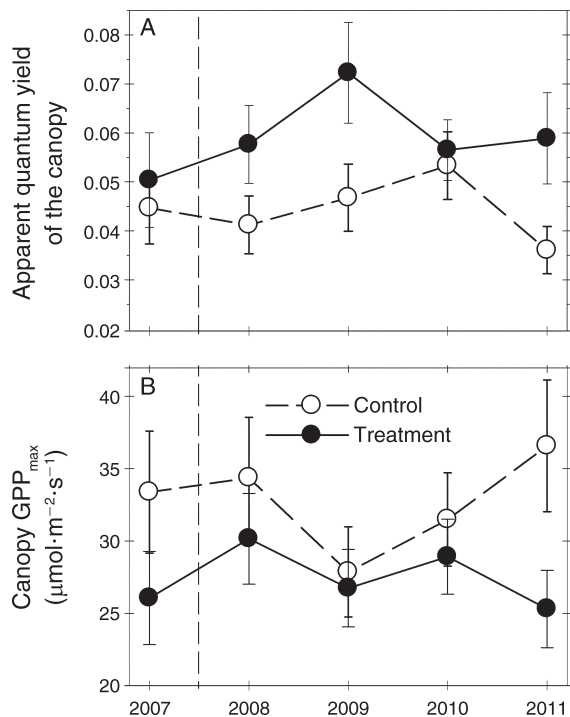 A
0.08
0.07
0.06
0.05
0.04
0.03
0.02
Apparent quantum yield
of the canopy
B
40
35
30
25
20
Canopy GPPmax
(μmol·m−2·s−1)
Control
Treatment
2007 2008 2009 2010 2011